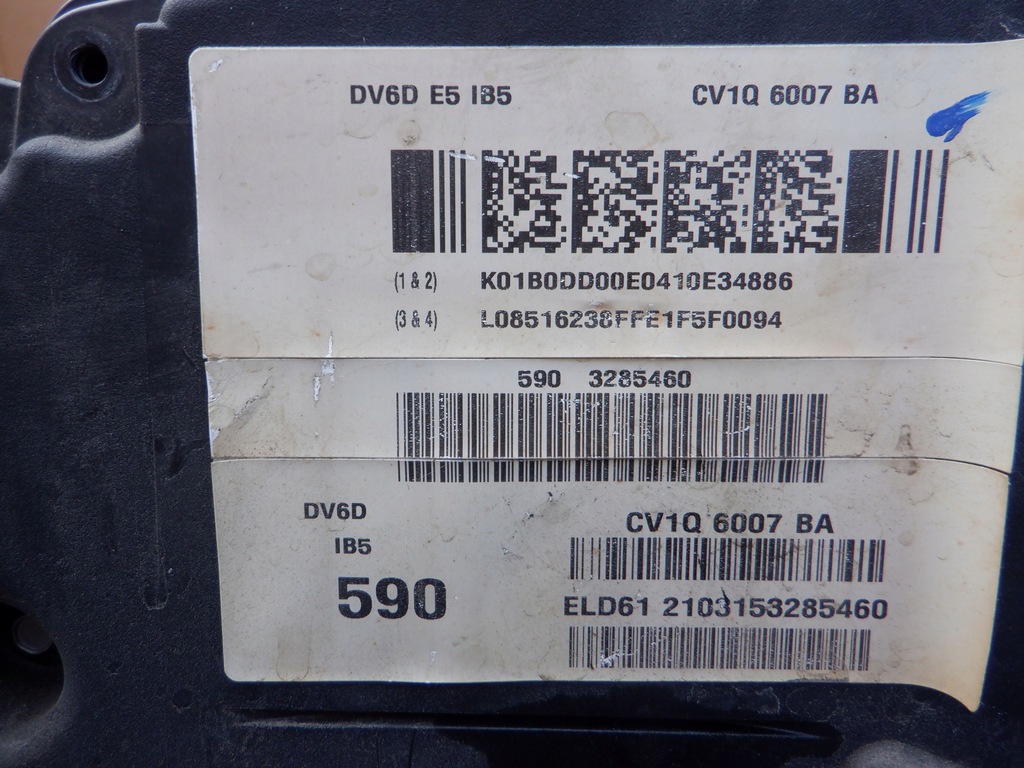 DV6D E5 IB5 CV1Q 6007 BA
(1 & 2) K01B0DD00E0410E34886
(3 & 4) L08516238FFE1F5F0094
590 3285460
DV6D
IB5
590
CV1Q 6007 BA
ELD61 2103153285460